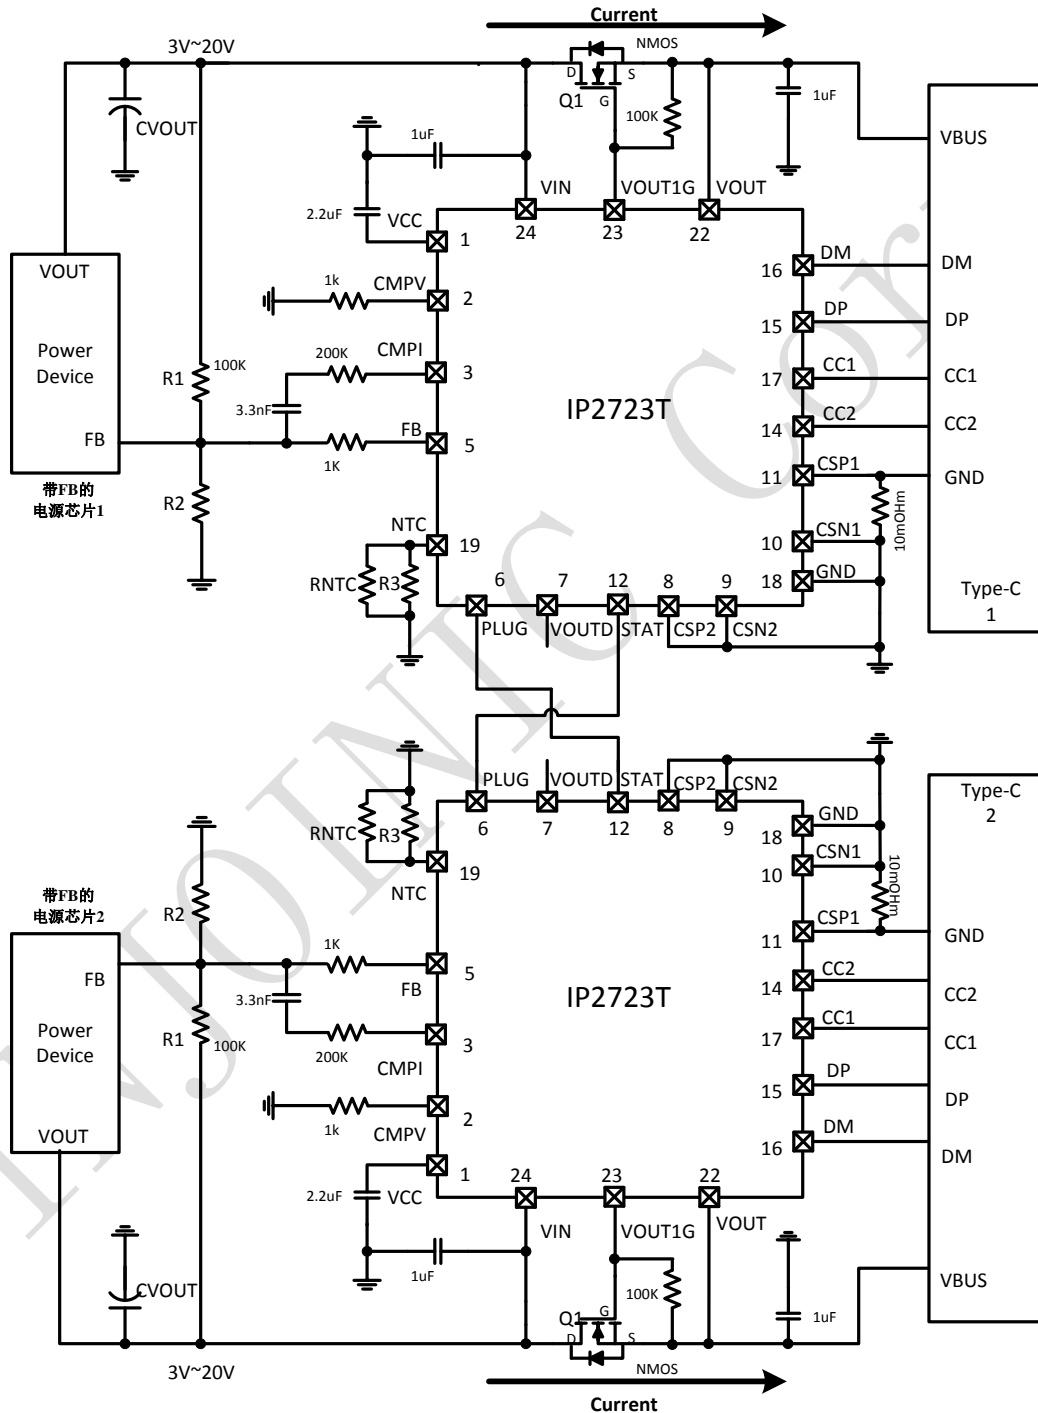 Current
3V~20V
NMOS
D
S
Q1
G
100K
1uF
CVOUT
1uF
VBUS
VIN
VOUT1G
VOUT
2.2uF
VCC
1
24
23
22
VOUT
DM
16
DM
1k
CMPV
2
DP
15
DP
Power
Device
R1
100K
200K
CMPI
3
CC1
17
CC1
IP2723T
3.3nF
CC2
14
CC2
FB
FB
5
1K
CSP1
11
GND
带FB的
电源芯片1
R2
10mOHm
NTC
19
CSN1
10
RNTC
R3
6
7
12
8
9
GND
18
Type-C
1
PLUG
VOUTD
STAT
CSP2
CSN2
PLUG
VOUTD
STAT
CSP2
CSN2
Type-C
2
6
7
12
8
9
GND
18
RNTC
R3
CSN1
10
19
NTC
10mOHm
带FB的
电源芯片2
R2
CSP1
11
GND
1K
FB
5
FB
CC2
14
CC2
3.3nF
IP2723T
Power
Device
R1
100K
200K
3
CC1
17
CC1
CMPI
DP
15
DP
1k
2
CMPV
DM
16
DM
VOUT
1
2.2uF
VCC
24
23
22
VIN
VOUT1G
VOUT
1uF
VBUS
CVOUT
100K
Q1
G
1uF
D
S
3V~20V
NMOS
Current
INJOINIC Cor